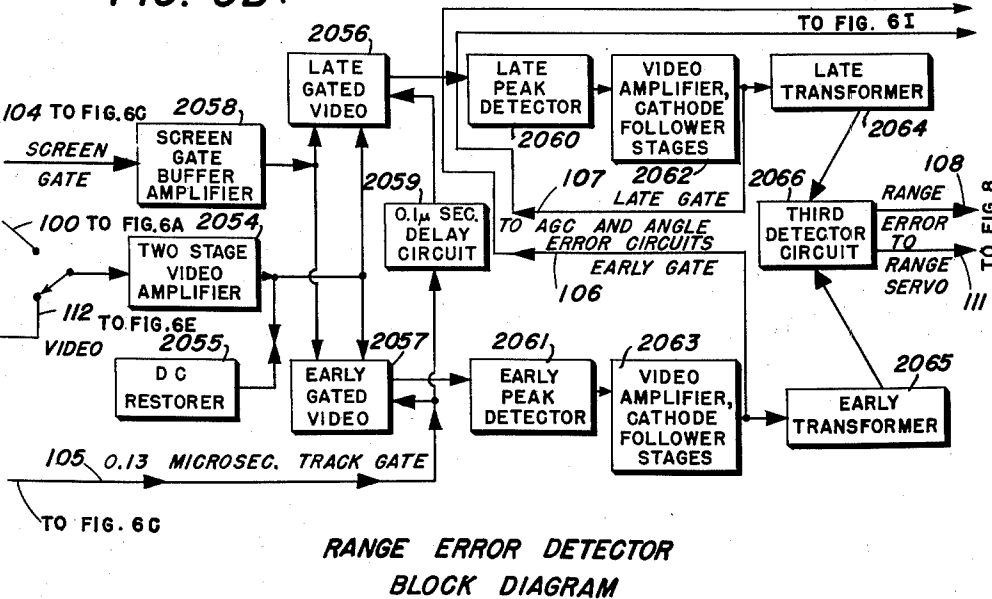 FIG. 6B
TO FIG. 6I
2056
LATE
GATED
VIDEO
LATE
PEAK
DETECTOR
2060
VIDEO
AMPLIFIER,
CATHODE
FOLLOWER
STAGES
2062
LATE
TRANSFORMER
2064
104 TO FIG.6C
SCREEN
GATE
2058
SCREEN
GATE
BUFFER
AMPLIFIER
2059
0.1μ SEC.
DELAY
CIRCUIT
107
LATE GATE
TO AGC AND ANGLE
ERROR CIRCUITS
EARLY GATE
106
2066
THIRD
DETECTOR
CIRCUIT
108
RANGE
ERROR
TO
RANGE
SERVO
111
TO FIG. 8
100 TO FIG.6A
2054
TWO STAGE
VIDEO
AMPLIFIER
112 TO FIG.6E
VIDEO
2055
DC
RESTORER
2057
EARLY
GATED
VIDEO
2061
EARLY
PEAK
DETECTOR
2063
VIDEO
AMPLIFIER,
CATHODE
FOLLOWER
STAGES
2065
EARLY
TRANSFORMER
105 0.13 MICROSEC. TRACK GATE
TO FIG. 6C
RANGE ERROR DETECTOR
BLOCK DIAGRAM